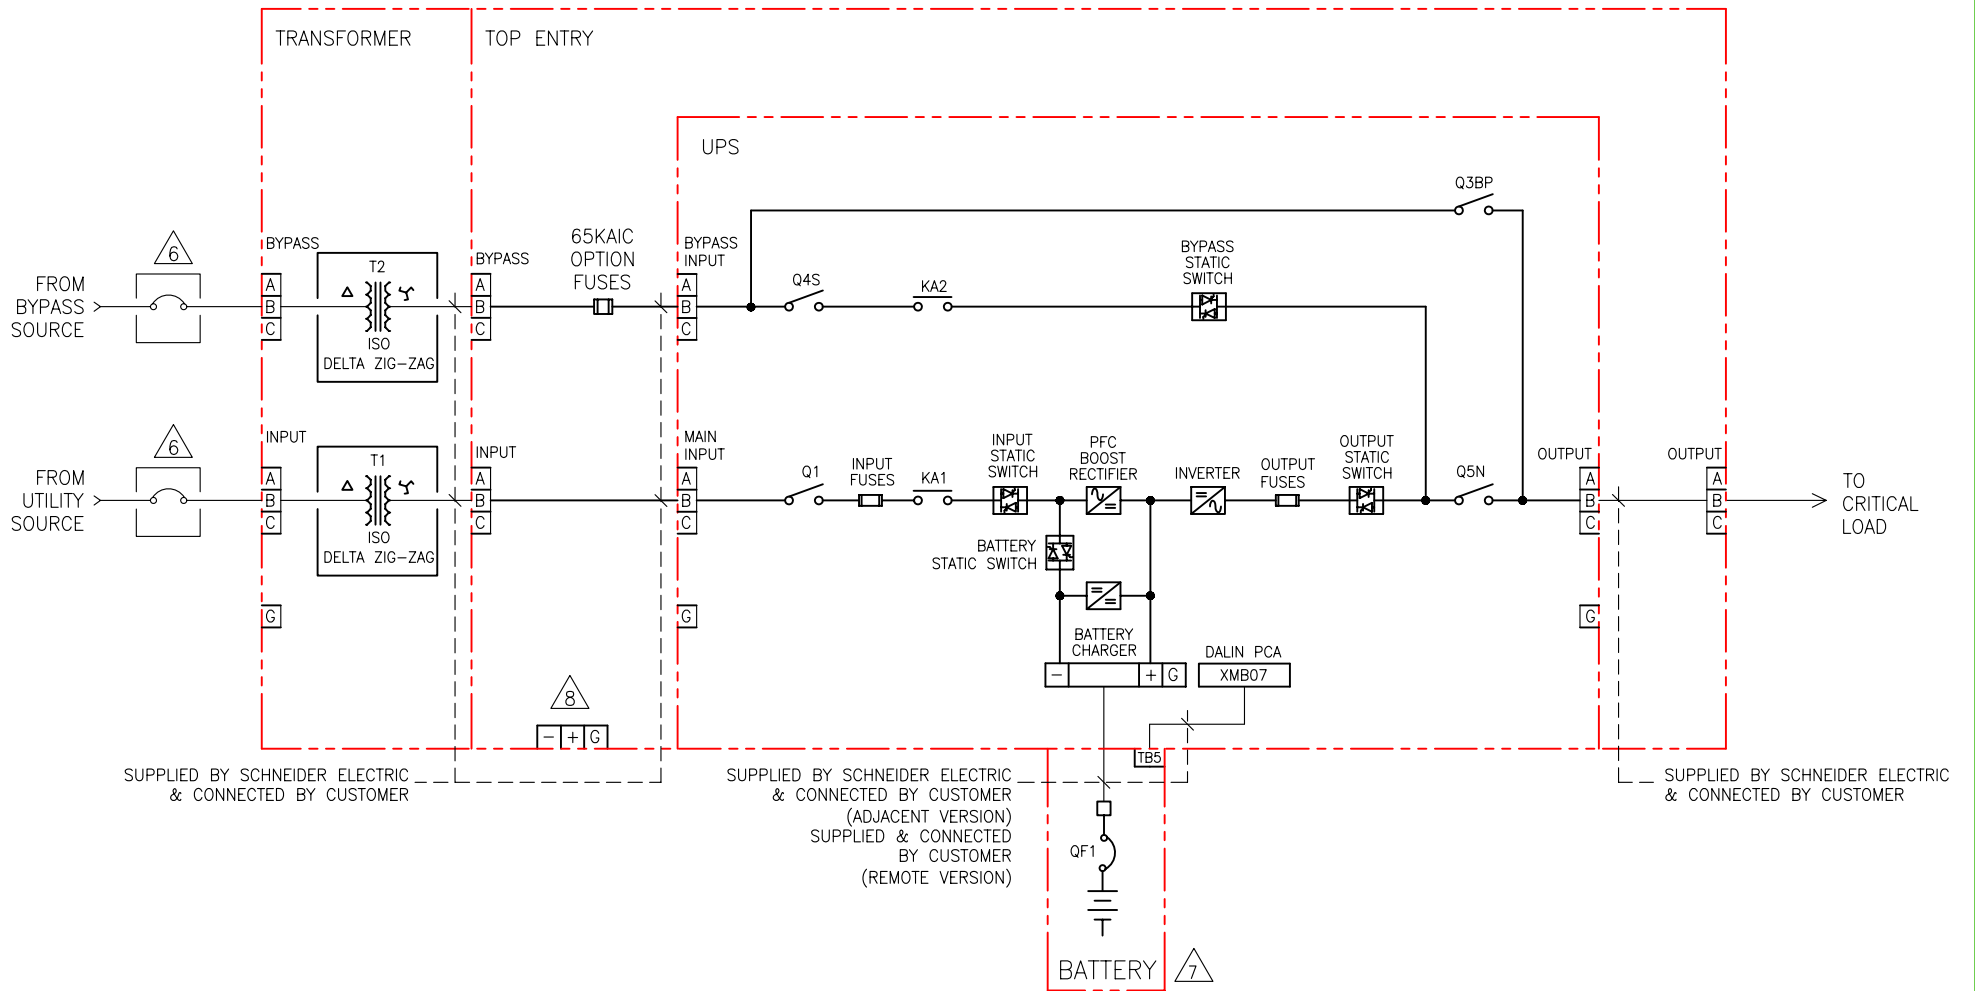 TRANSFORMER
TOP ENTRY
UPS
Q3BP
6
FROM
BYPASS
SOURCE
BYPASS
A
B
C
T2
ISO
DELTA ZIG-ZAG
BYPASS
A
B
C
65KAIC
OPTION
FUSES
BYPASS
INPUT
A
B
C
Q4S
KA2
BYPASS
STATIC
SWITCH
6
FROM
UTILITY
SOURCE
INPUT
A
B
C
T1
ISO
DELTA ZIG-ZAG
INPUT
A
B
C
MAIN
INPUT
A
B
C
Q1
INPUT
FUSES
KA1
INPUT
STATIC
SWITCH
PFC
BOOST
RECTIFIER
INVERTER
OUTPUT
FUSES
OUTPUT
STATIC
SWITCH
Q5N
OUTPUT
A
B
C
OUTPUT
A
B
C
TO
CRITICAL
LOAD
BATTERY
STATIC SWITCH
G
G
G
BATTERY
CHARGER
- + G
DALIN PCA
XMB07
8
- + G
TB5
SUPPLIED BY SCHNEIDER ELECTRIC
& CONNECTED BY CUSTOMER
SUPPLIED BY SCHNEIDER ELECTRIC
& CONNECTED BY CUSTOMER
(ADJACENT VERSION)
SUPPLIED & CONNECTED
BY CUSTOMER
(REMOTE VERSION)
SUPPLIED BY SCHNEIDER ELECTRIC
& CONNECTED BY CUSTOMER
QF1
BATTERY
7